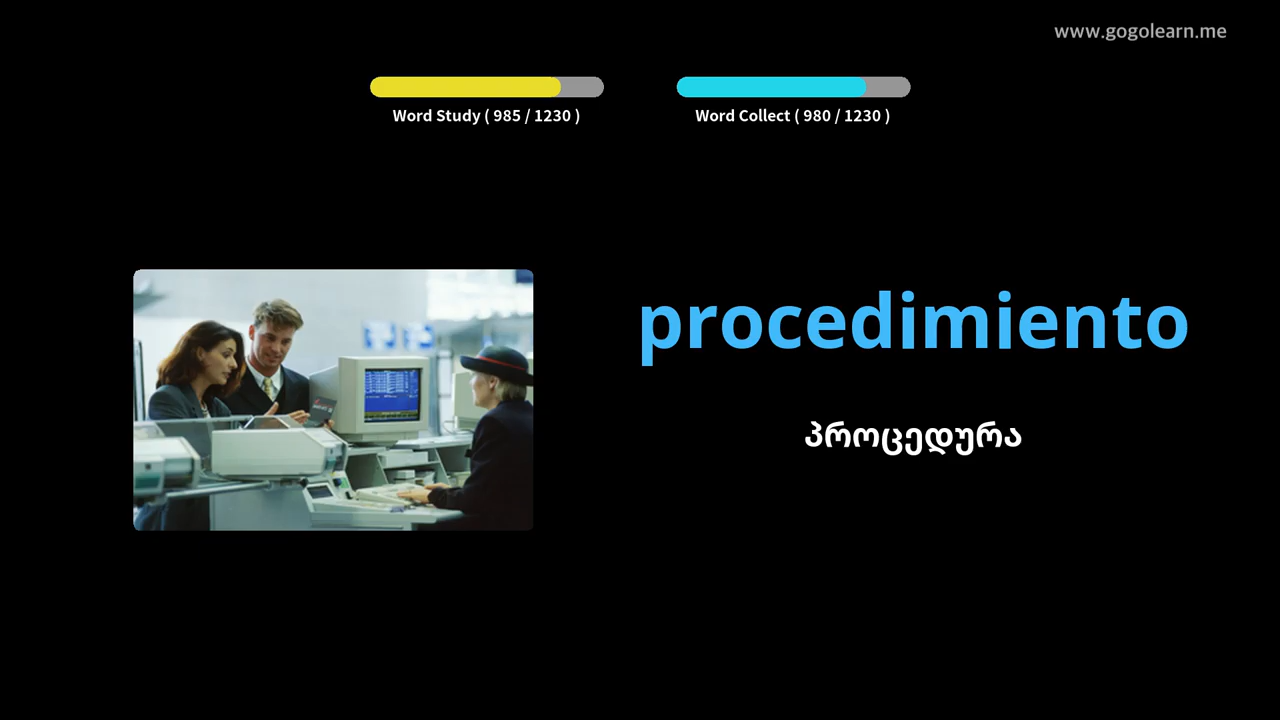 www.gogolearn.me
Word Study ( 985 / 1230 )
Word Collect ( 980 / 1230 )
procedimiento
პროცედურა